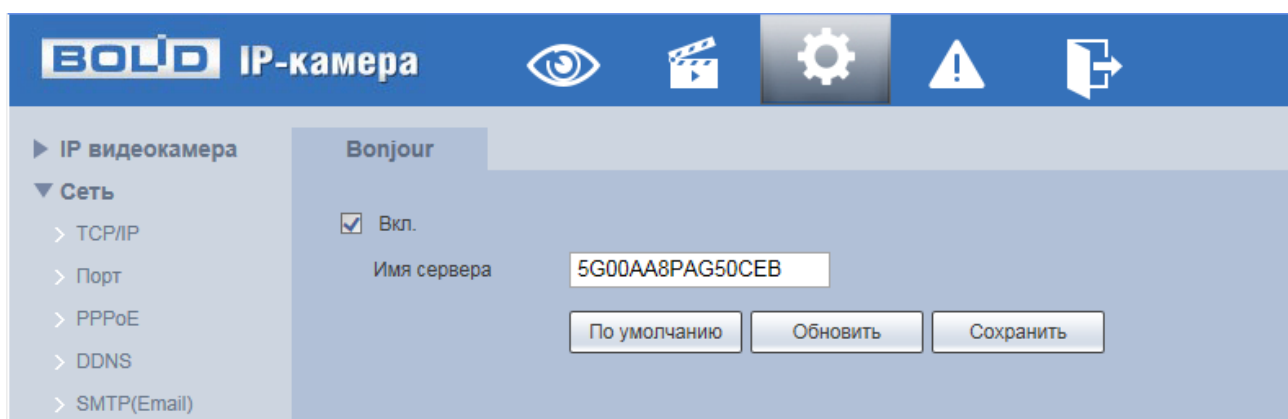 BOLID IP-камера
IP видеокамера
Сеть
TCP/IP
Порт
PPPoE
DDNS
SMTP(Email)
Bonjour
Вкл.
Имя сервера 5G00AA8PAG50CEB
По умолчанию Обновить Сохранить